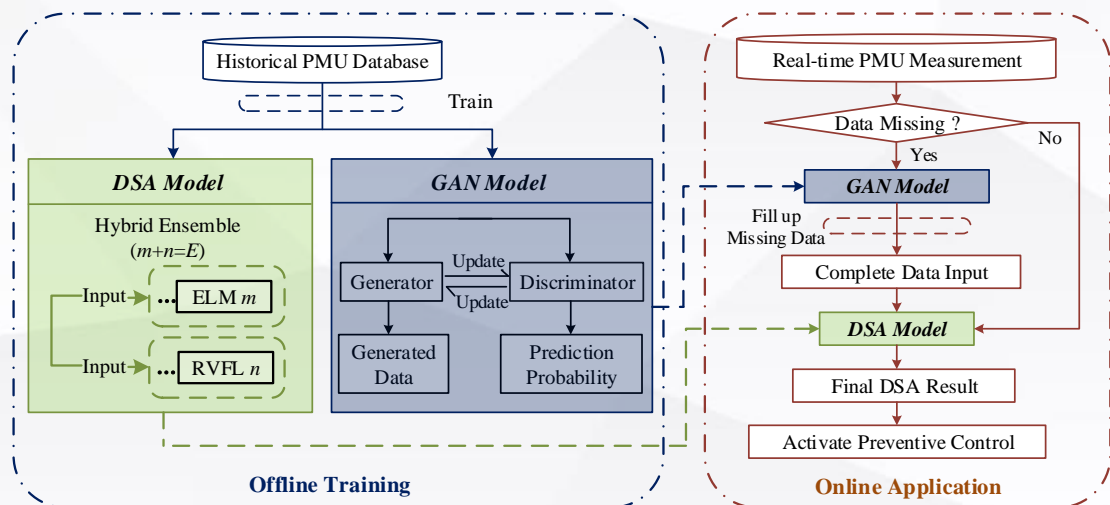 Historical PMU Database
Train
DSA Model
Hybrid Ensemble
(m+n=E)
Input
... ELM m
Input
... RVFL n
GAN Model
Update
Generator
Discriminator
Update
Generated
Data
Prediction
Probability
Offline Training
Real-time PMU Measurement
Data Missing ?
No
Yes
GAN Model
Fill up
Missing Data
Complete Data Input
DSA Model
Final DSA Result
Activate Preventive Control
Online Application